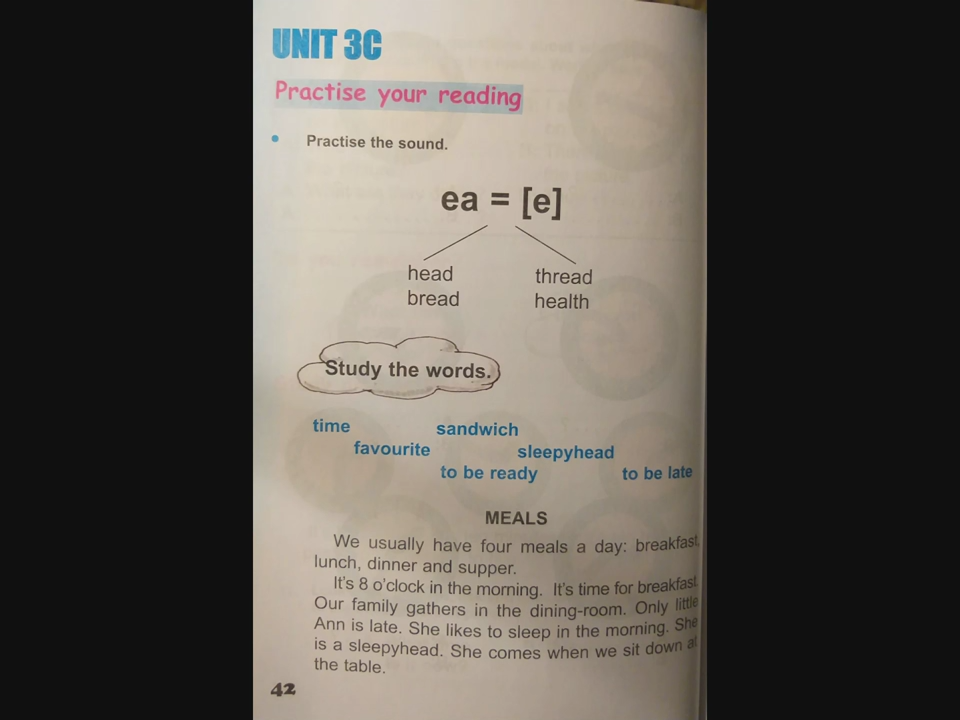 UNIT 3C
Practise your reading
• Practise the sound.
ea = [e]
head thread
bread health
Study the words.
time sandwich
favourite sleepyhead
to be ready to be late
MEALS
We usually have four meals a day: breakfast,
lunch, dinner and supper.
It's 8 o'clock in the morning. It's time for breakfast.
Our family gathers in the dining-room. Only little
Ann is late. She likes to sleep in the morning. She
is a sleepyhead. She comes when we sit down at
the table.
42